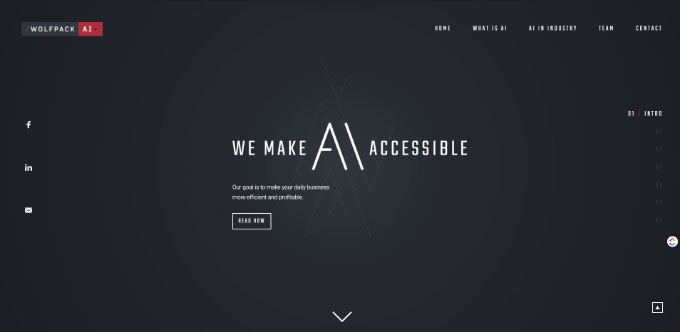 WOLFPACK AI
HOME WHAT IS AI AI IN INDUSTRY TEAM CONTACT
01 / INTRO
02
03
04
05
06
07
WE MAKE AI ACCESSIBLE
Our goal is to make your daily business
more efficient and profitable.
READ NOW